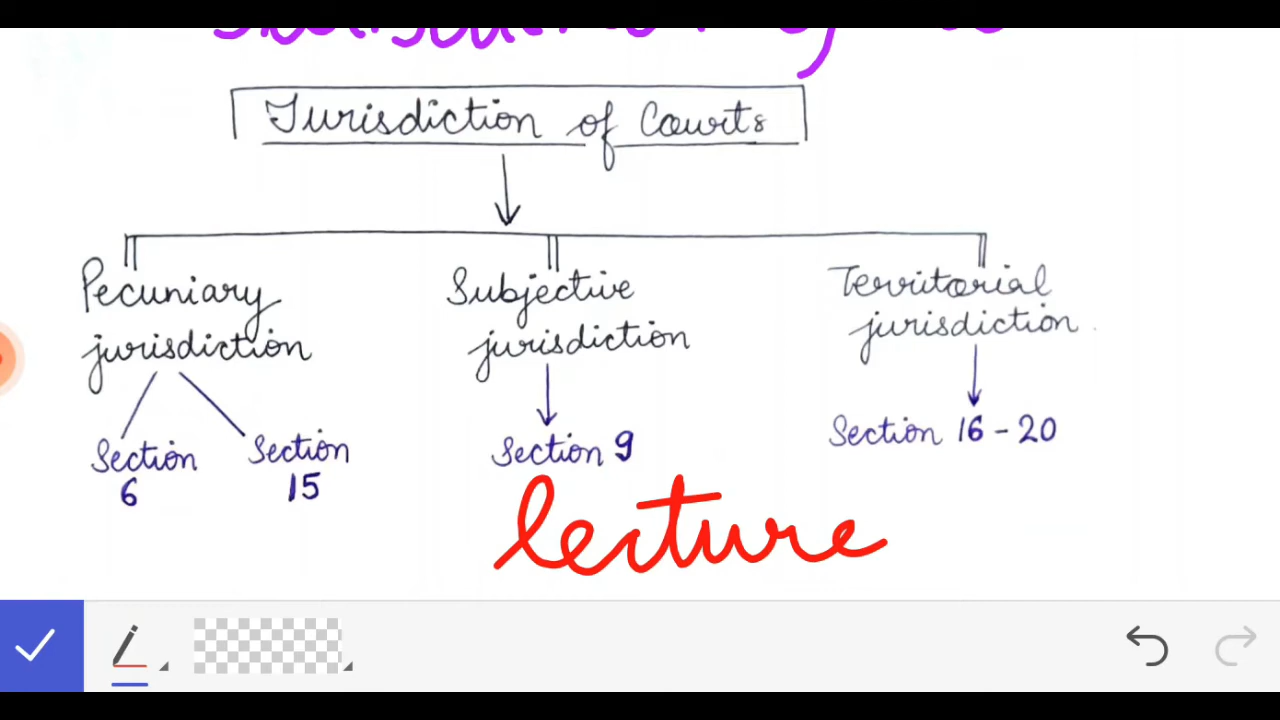 Jurisdiction of Courts
Pecuniary
jurisdiction
Subjective
jurisdiction
Territorial
jurisdiction
Section
6
Section
15
Section 9
Section 16-20
lecture